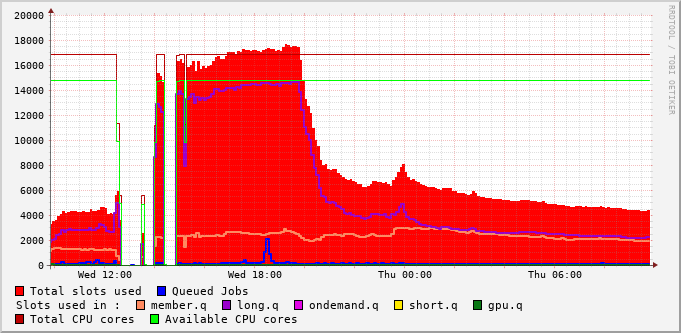 20000
18000
16000
14000
12000
10000
8000
6000
4000
2000
0
Wed 12:00 Wed 18:00 Thu 00:00 Thu 06:00
RRDTOOL / TOBI OETIKER
Total slots used Queued Jobs
Slots used in : member.q long.q ondemand.q short.q gpu.q
Total CPU cores Available CPU cores